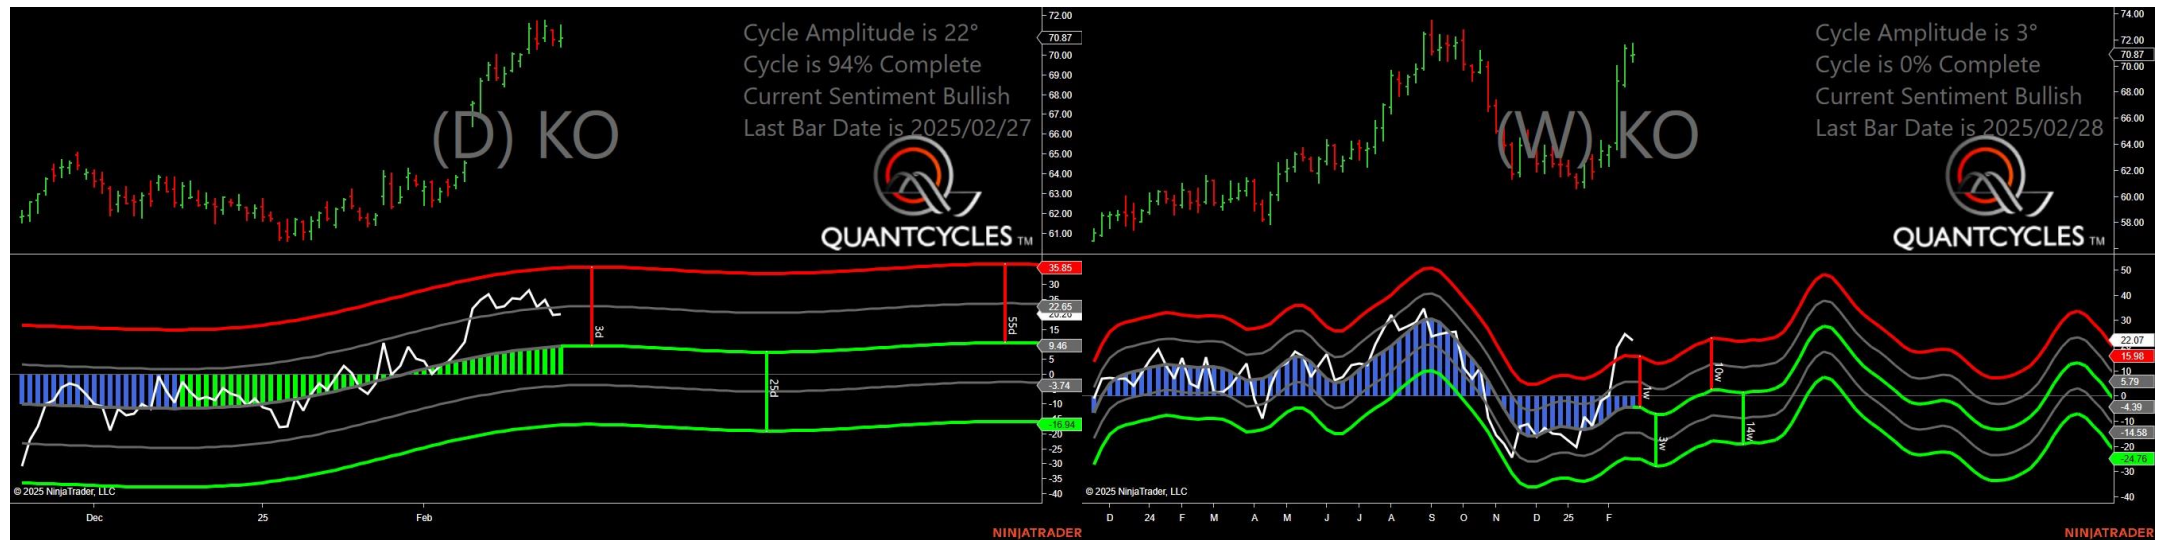 Cycle Amplitude is 22°
Cycle is 94% Complete
Current Sentiment Bullish
Last Bar Date is 2025/02/27
(D) KO
QUANTCYCLES TM
72.00
70.87
70.00
69.00
68.00
67.00
66.00
65.00
64.00
63.00
62.00
61.00
35.85
30
25
22.65
20.20
15
9.46
5
0
-3.74
-10
-15
-16.94
-20
-25
-30
-35
-40
3d
25d
55d
© 2025 NinjaTrader, LLC
Dec
25
Feb
NINJATRADER
Cycle Amplitude is 3°
Cycle is 0% Complete
Current Sentiment Bullish
Last Bar Date is 2025/02/28
(W) KO
QUANTCYCLES TM
74.00
72.00
70.87
70.00
68.00
66.00
64.00
62.00
60.00
58.00
50
40
30
22.07
15.98
10
5.79
0
-4.39
-10
-14.58
-20
-24.76
-30
-40
1w
3w
10w
14w
© 2025 NinjaTrader, LLC
D
24
F
M
A
M
J
J
A
S
O
N
D
25
F
NINJATRADER